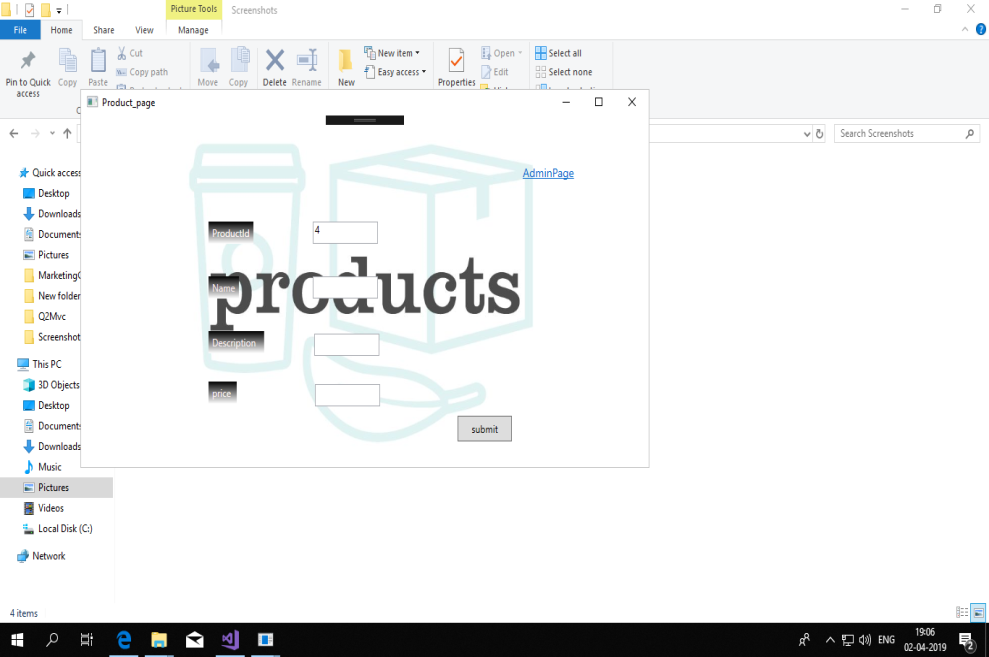 Picture Tools Screenshots
File Home Share View Manage
Pin to Quick access
Copy
Paste
Cut
Copy path
Move
Copy
Delete
Rename
New
New item
Easy access
Properties
Open
Edit
Select all
Select none
Product_page
Search Screenshots
AdminPage
ProductId 4
Name
products
Description
price
submit
Quick access
Desktop
Downloads
Documents
Pictures
Marketing
New folder
Q2Mvc
Screenshot
This PC
3D Objects
Desktop
Documents
Downloads
Music
Pictures
Videos
Local Disk (C:)
Network
4 items
ENG
19:06
02-04-2019
2